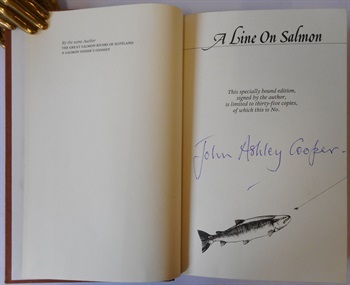 By the same Author
THE GREAT SALMON RIVERS OF SCOTLAND
A SALMON FISHER'S ODYSSEY
A Line On Salmon
This specially bound edition,
signed by the author,
is limited to thirty-five copies,
of which this is No.
John Ashley Cooper